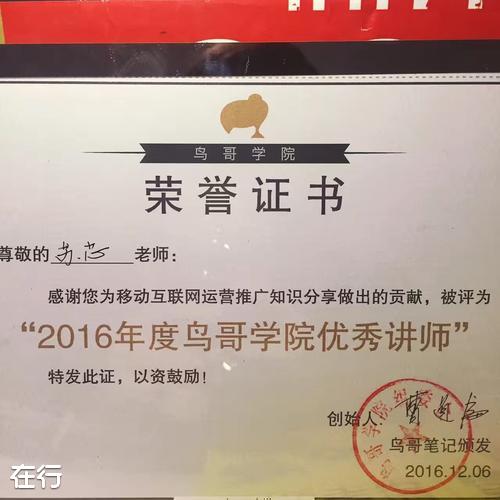 鸟哥学院
荣誉证书
尊敬的苏芯老师：
感谢您为移动互联网运营推广知识分享做出的贡献，被评为
“2016年度鸟哥学院优秀讲师”
特发此证，以资鼓励！
创始人：
鸟哥笔记颁发
2016.12.06
在行